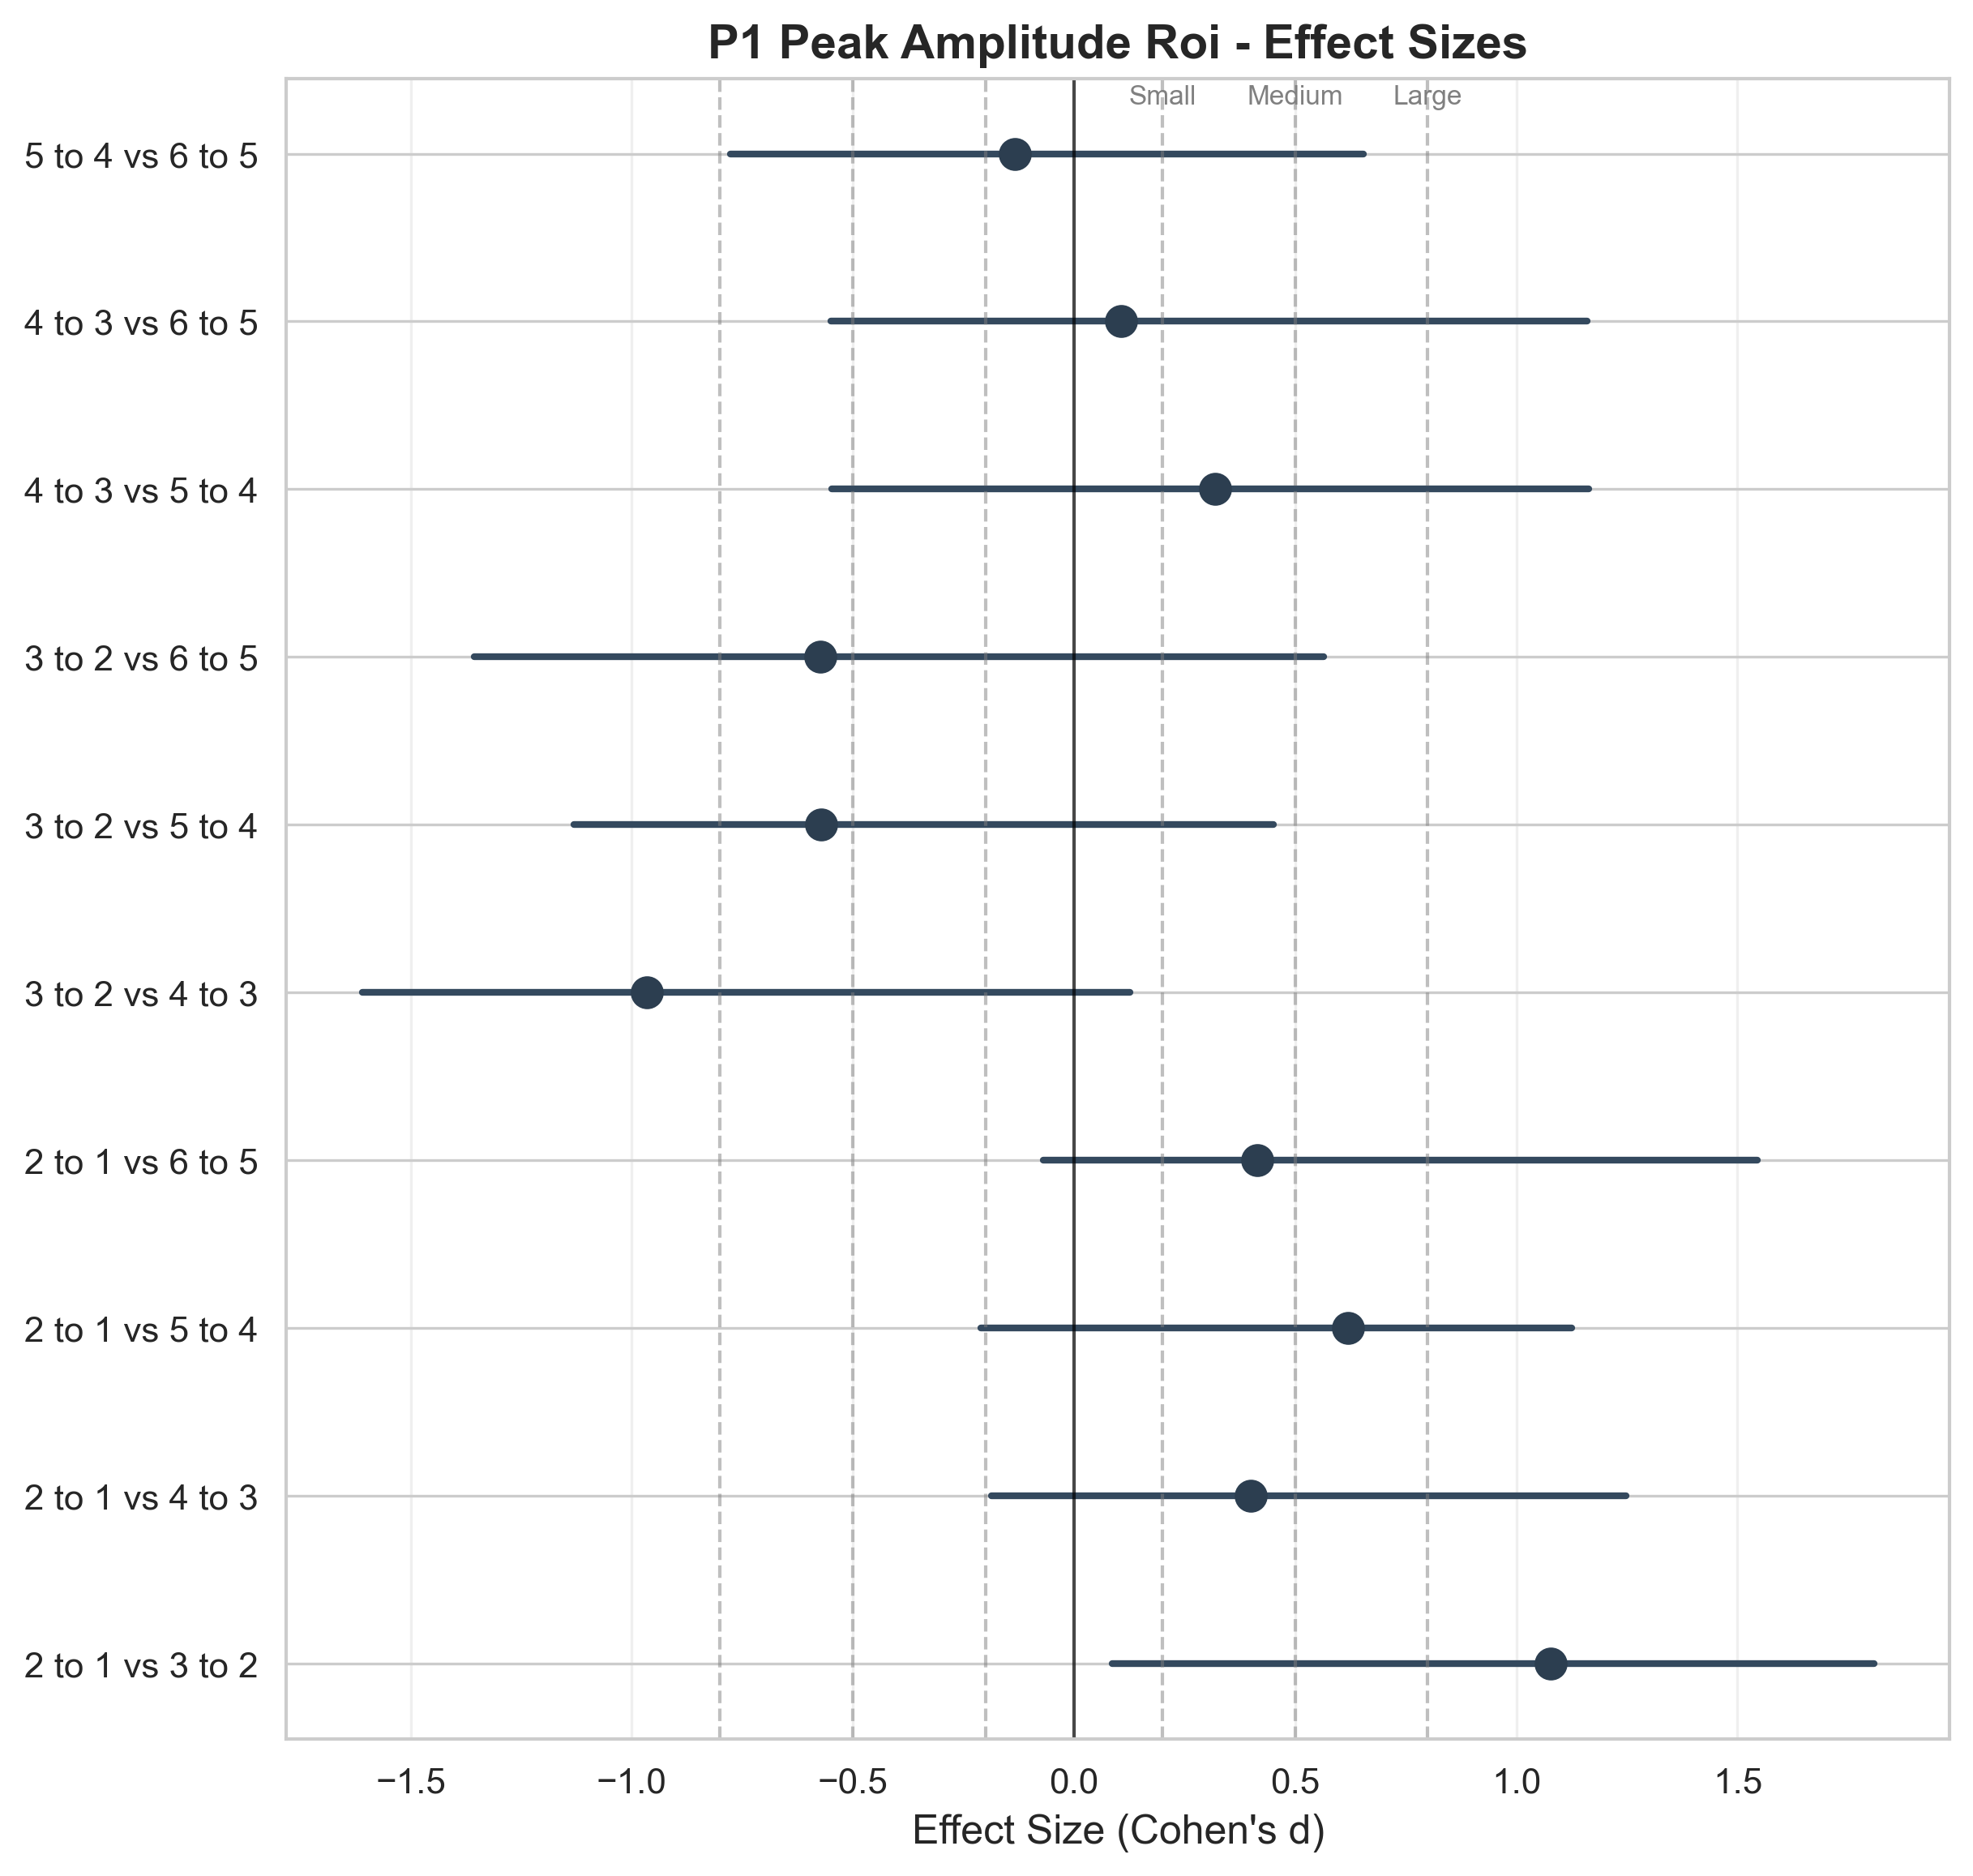 P1 Peak Amplitude Roi - Effect Sizes
Small Medium Large
5 to 4 vs 6 to 5
4 to 3 vs 6 to 5
4 to 3 vs 5 to 4
3 to 2 vs 6 to 5
3 to 2 vs 5 to 4
3 to 2 vs 4 to 3
2 to 1 vs 6 to 5
2 to 1 vs 5 to 4
2 to 1 vs 4 to 3
2 to 1 vs 3 to 2
−1.5 −1.0 −0.5 0.0 0.5 1.0 1.5
Effect Size (Cohen's d)